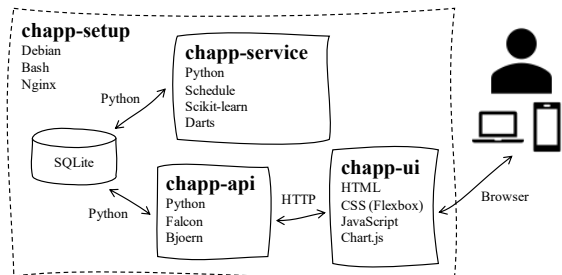 chapp-setup
Debian
Bash
Nginx
chapp-service
Python
Schedule
Scikit-learn
Darts
Python
SQLite
Python
chapp-api
Python
Falcon
Bjoern
HTTP
chapp-ui
HTML
CSS (Flexbox)
JavaScript
Chart.js
Browser